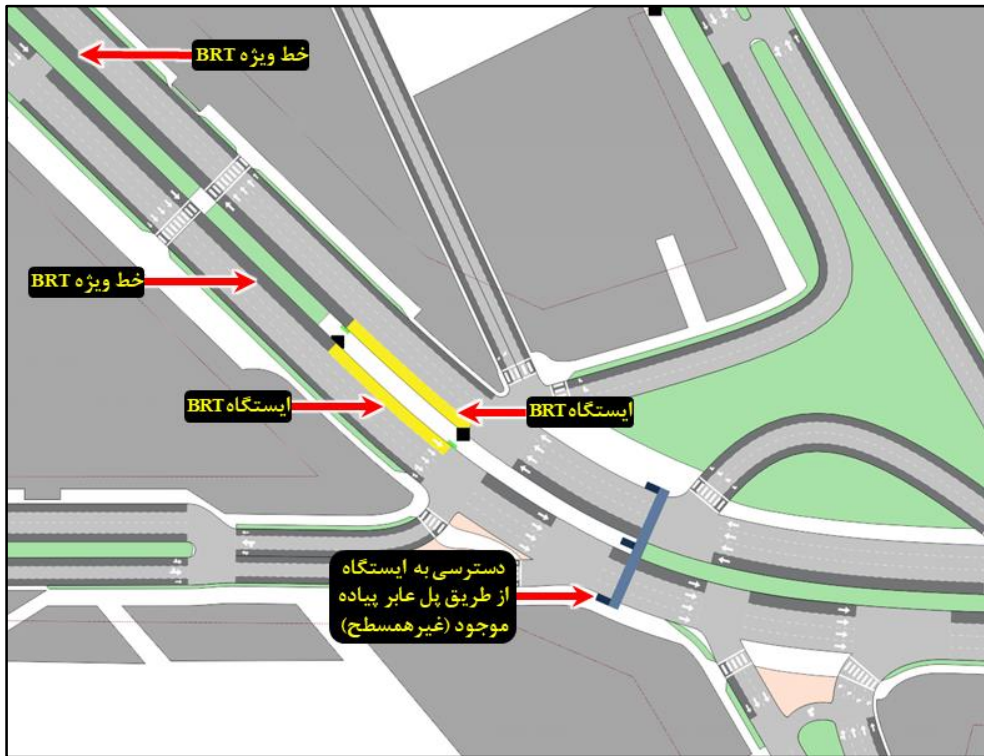 خط ویژه BRT
خط ویژه BRT
ایستگاه BRT
ایستگاه BRT
دسترسی به ایستگاه
از طریق پل عابر پیاده
موجود (غیرهمسطح)